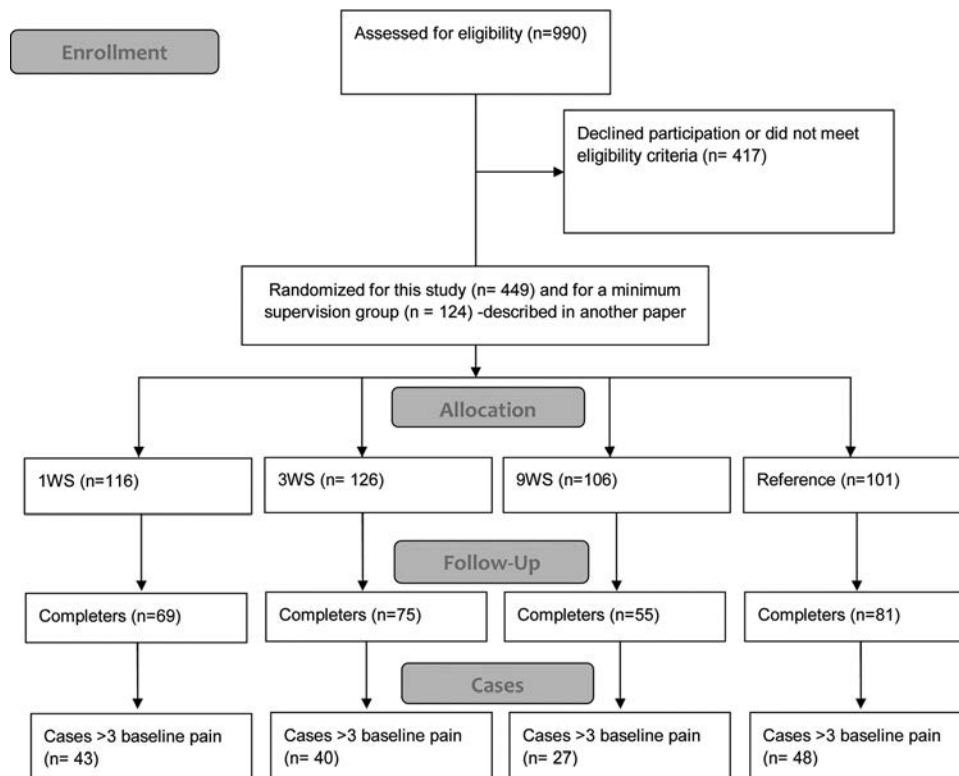 Assessed for eligibility (n=990)
Enrollment
Declined participation or did not meet
eligibility criteria (n= 417)
Randomized for this study (n= 449) and for a minimum
supervision group (n = 124) -described in another paper
Allocation
1WS (n=116)
3WS (n= 126)
9WS (n=106)
Reference (n=101)
Follow-Up
Completers (n=69)
Completers (n=75)
Completers (n=55)
Completers (n=81)
Cases
Cases >3 baseline pain
(n= 43)
Cases >3 baseline pain
(n= 40)
Cases >3 baseline pain
(n= 27)
Cases >3 baseline pain
(n= 48)